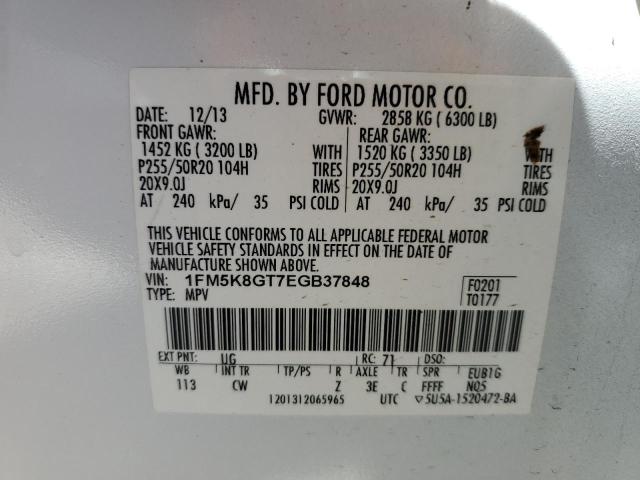 MFD. BY FORD MOTOR CO.
DATE: 12/13 GVWR: 2858 KG ( 6300 LB)
FRONT GAWR: REAR GAWR:
1452 KG ( 3200 LB) WITH 1520 KG ( 3350 LB) WITH
P255/50R20 104H TIRES P255/50R20 104H TIRES
20X9.0J RIMS 20X9.0J RIMS
AT 240 kPa/ 35 PSI COLD AT 240 kPa/ 35 PSI COLD
THIS VEHICLE CONFORMS TO ALL APPLICABLE FEDERAL MOTOR
VEHICLE SAFETY STANDARDS IN EFFECT ON THE DATE OF
MANUFACTURE SHOWN ABOVE.
VIN: 1FM5K8GT7EGB37848 F0201
TYPE: MPV T0177
EXT PNT: UG RC: 71 DSO:
WB INT TR TP/PS R AXLE TR SPR EUB1G
113 CW Z 3E C FFFF NQ5
1201312065965 UTC ▽5U5A-1520472-BA